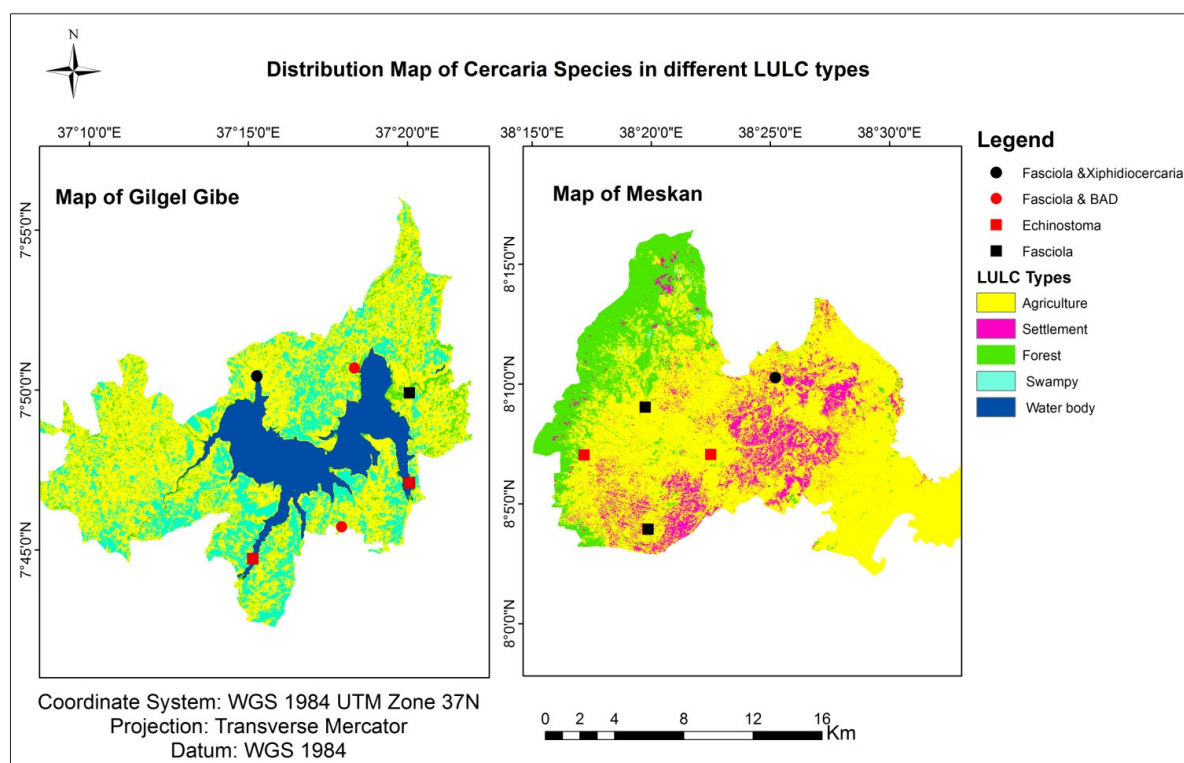 N
Distribution Map of Cercaria Species in different LULC types
37°10'0"E 37°15'0"E 37°20'0"E
38°15'0"E 38°20'0"E 38°25'0"E 38°30'0"E
Map of Gilgel Gibe
7°55'0"N
7°50'0"N
7°45'0"N
Map of Meskan
8°15'0"N
8°10'0"N
8°5'0"N
8°0'0"N
Legend
Fasciola &Xiphidiocercaria
Fasciola & BAD
Echinostoma
Fasciola
LULC Types
Agriculture
Settlement
Forest
Swampy
Water body
Coordinate System: WGS 1984 UTM Zone 37N
Projection: Transverse Mercator
Datum: WGS 1984
0 2 4 8 12 16
Km